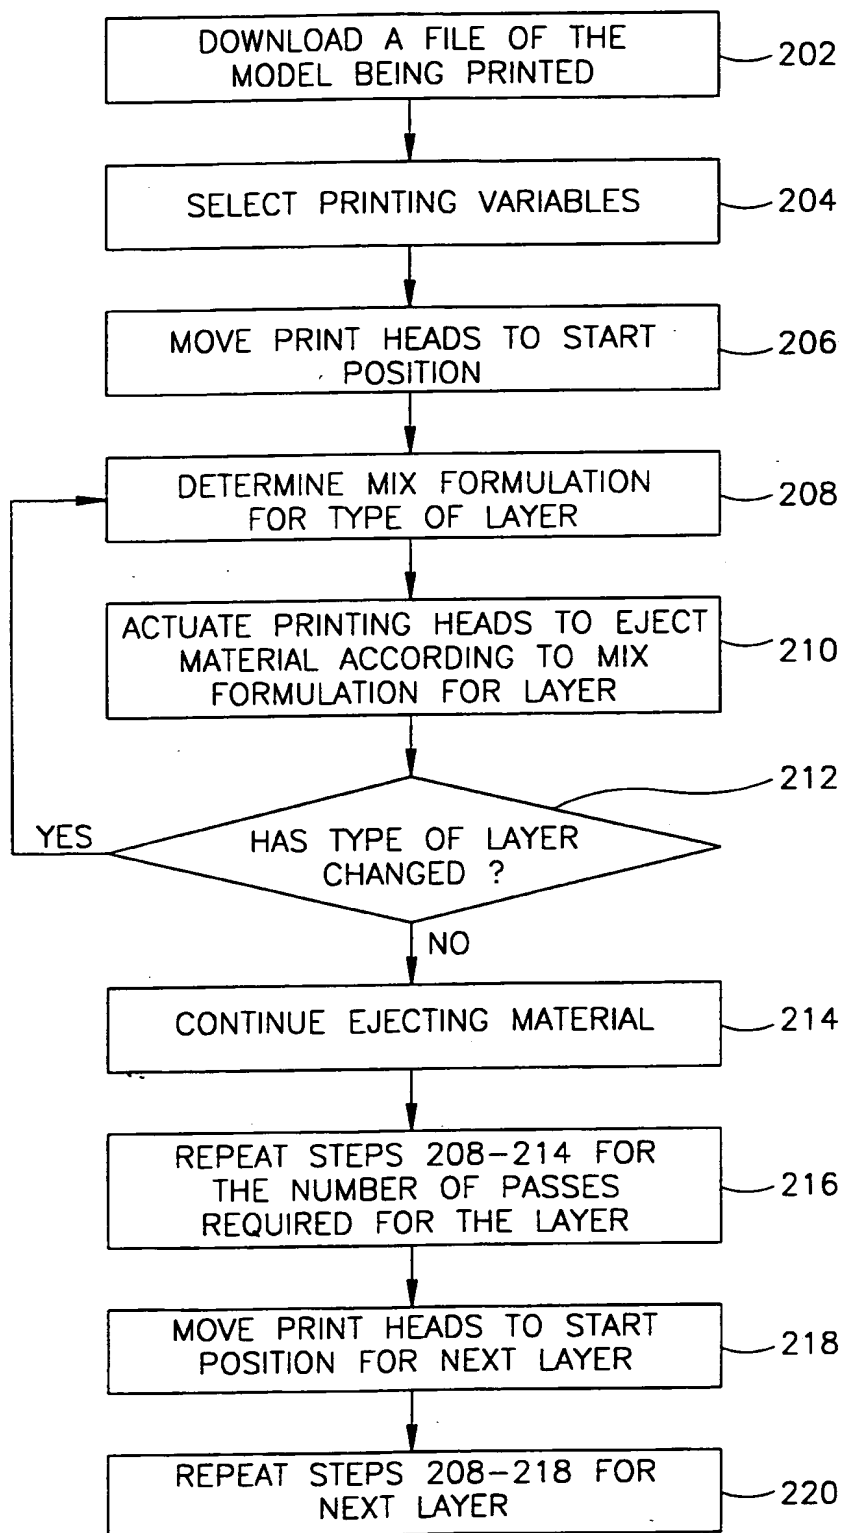 DOWNLOAD A FILE OF THE
MODEL BEING PRINTED
202
SELECT PRINTING VARIABLES
204
MOVE PRINT HEADS TO START
POSITION
206
DETERMINE MIX FORMULATION
FOR TYPE OF LAYER
208
ACTUATE PRINTING HEADS TO EJECT
MATERIAL ACCORDING TO MIX
FORMULATION FOR LAYER
210
212
YES
HAS TYPE OF LAYER
CHANGED ?
NO
CONTINUE EJECTING MATERIAL
214
REPEAT STEPS 208-214 FOR
THE NUMBER OF PASSES
REQUIRED FOR THE LAYER
216
MOVE PRINT HEADS TO START
POSITION FOR NEXT LAYER
218
REPEAT STEPS 208-218 FOR
NEXT LAYER
220